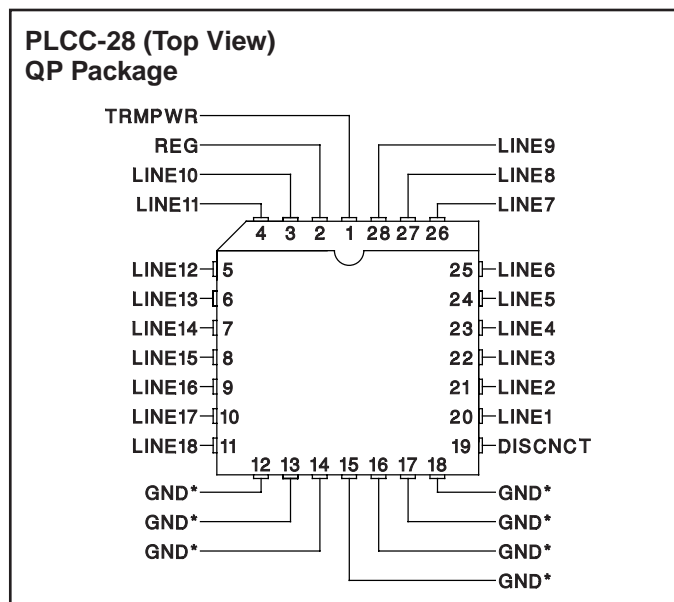 PLCC-28 (Top View)
QP Package
TRMPWR
REG LINE9
LINE10 LINE8
LINE11 LINE7
4 3 2 1 28 27 26
LINE12 5 25 LINE6
LINE13 6 24 LINE5
LINE14 7 23 LINE4
LINE15 8 22 LINE3
LINE16 9 21 LINE2
LINE17 10 20 LINE1
LINE18 11 19 DISCNCT
12 13 14 15 16 17 18
GND* GND*
GND* GND*
GND* GND*
GND*